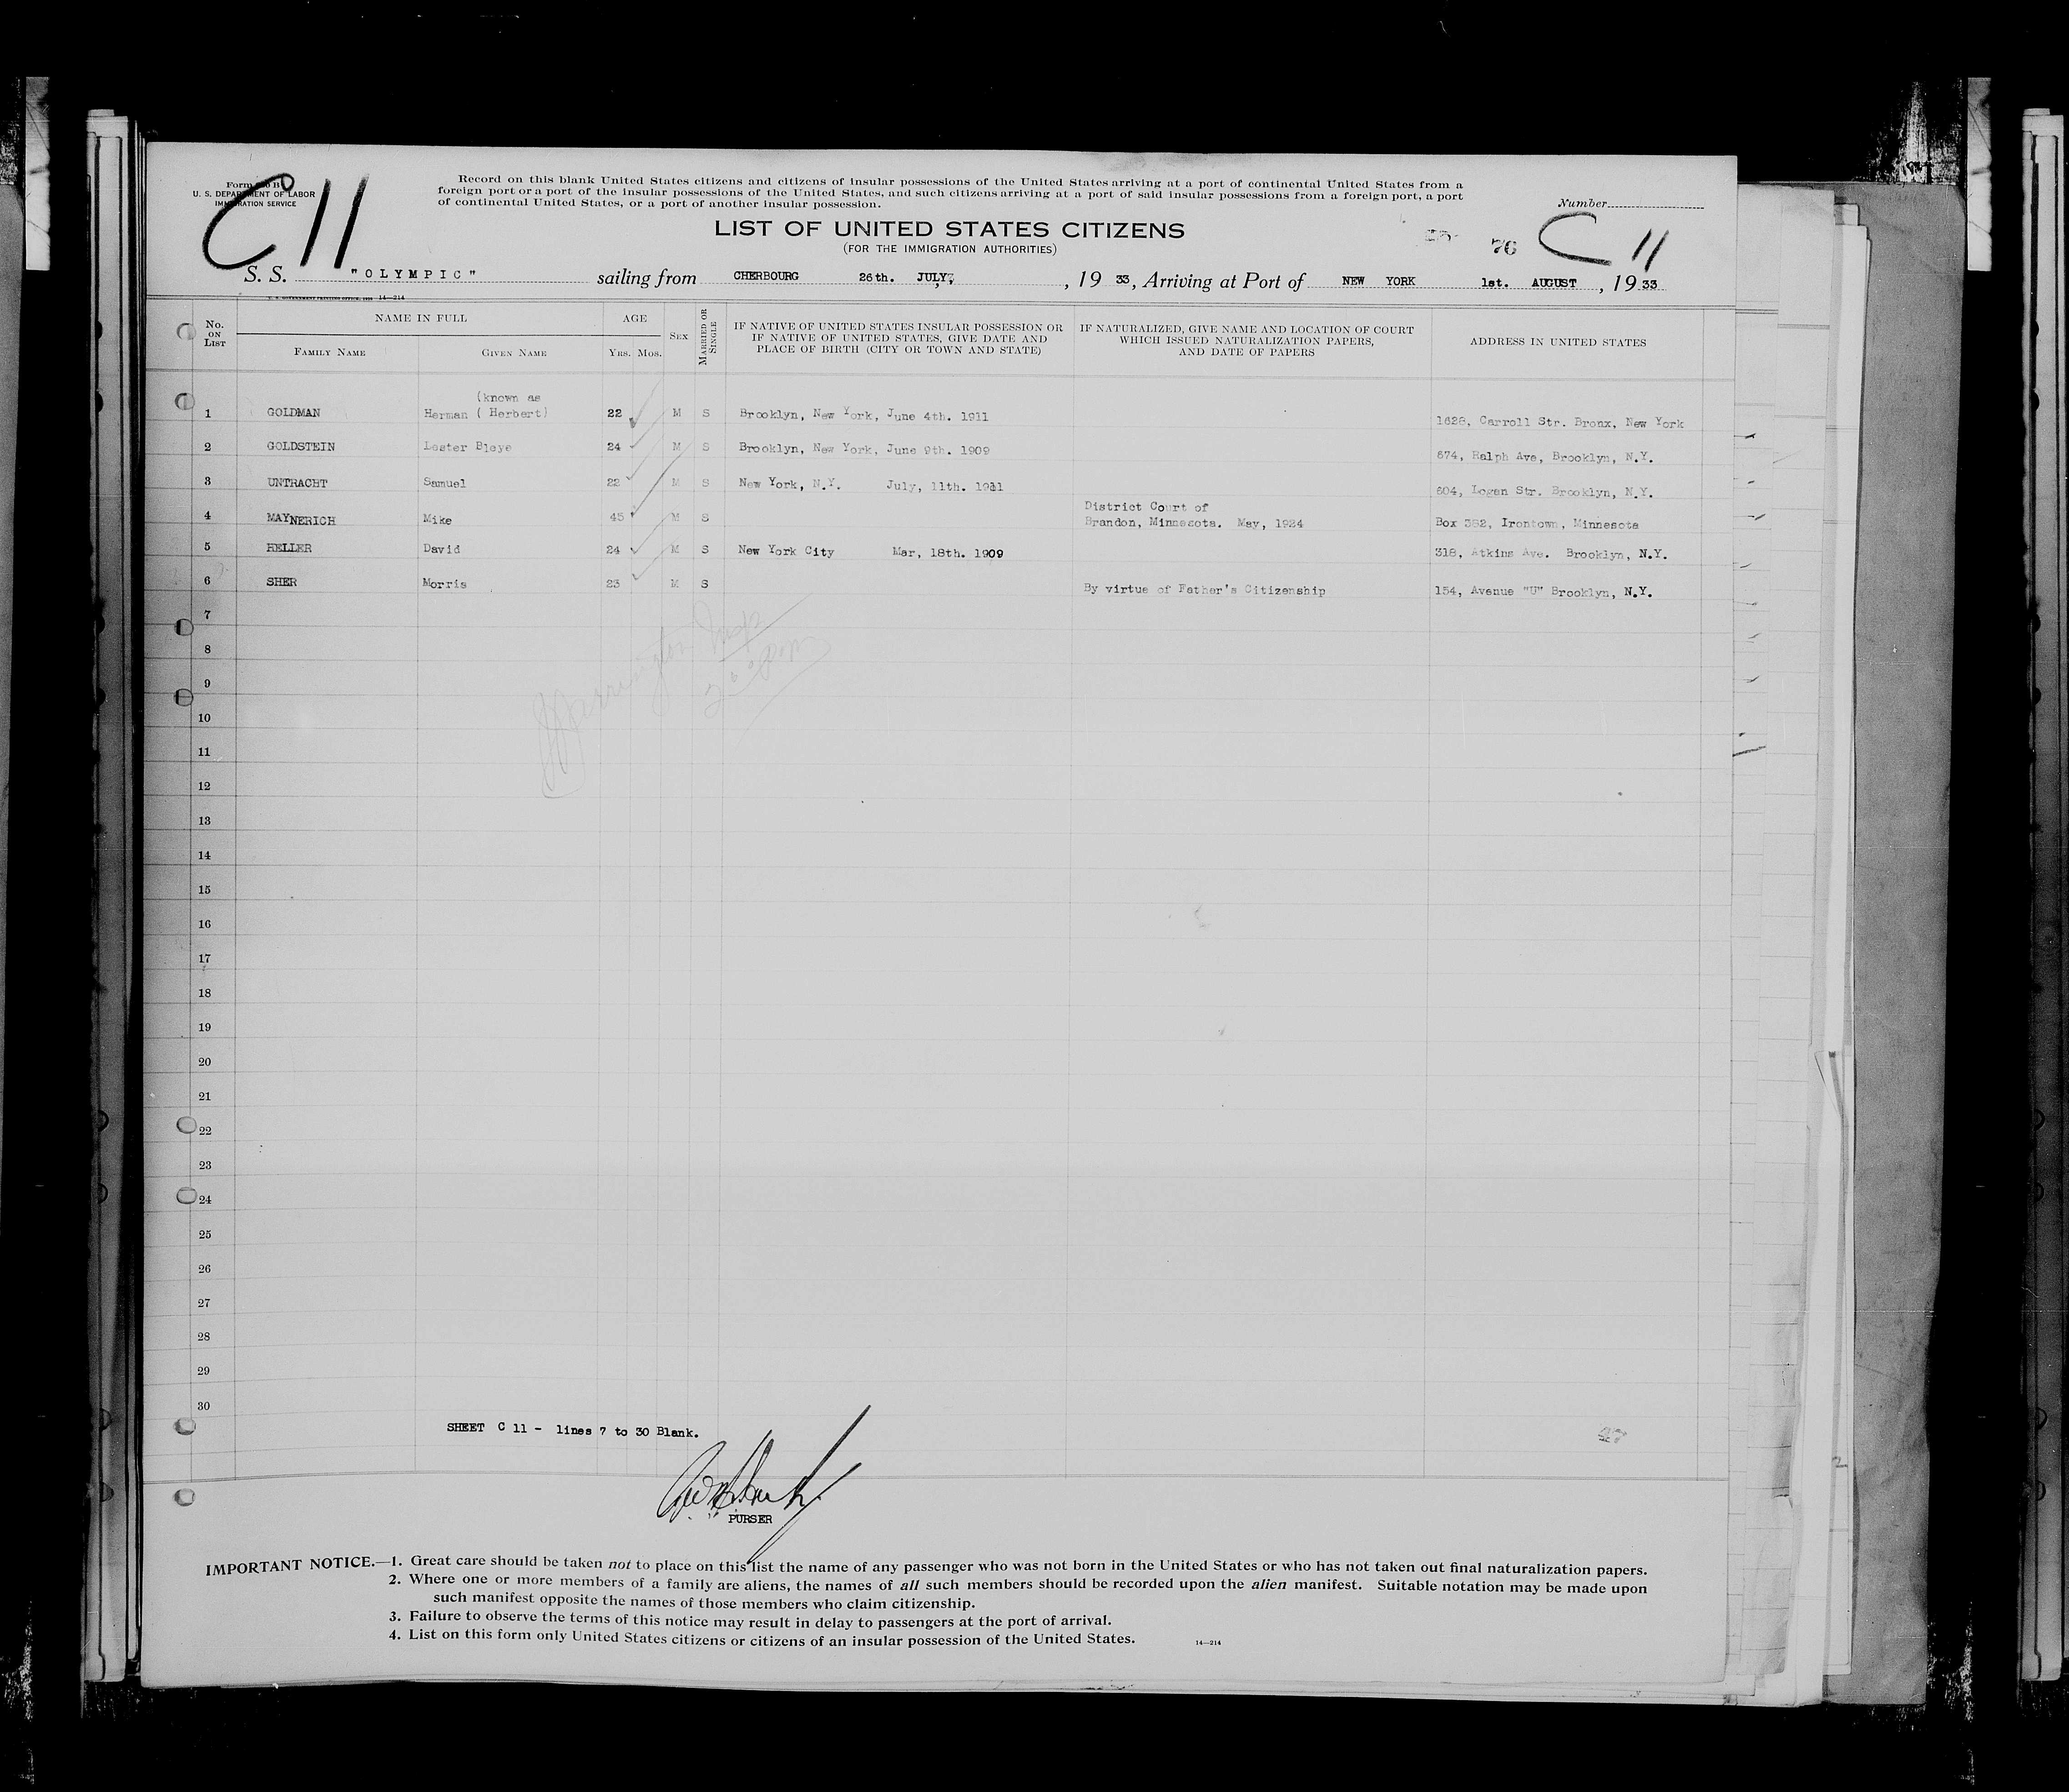 Form 630 B
U. S. DEPARTMENT OF LABOR
IMMIGRATION SERVICE
C 11
Record on this blank United States citizens and citizens of insular possessions of the United States arriving at a port of continental United States from a
foreign port or a port of the insular possessions of the United States, and such citizens arriving at a port of said insular possessions from a foreign port, a port
of continental United States, or a port of another insular possession.
Number
LIST OF UNITED STATES CITIZENS
(FOR THE IMMIGRATION AUTHORITIES)
76 C 11
S. S. "OLYMPIC" sailing from CHERBOURG 26th. JULY, , 19 33, Arriving at Port of NEW YORK 1st. AUGUST , 19 33
14—214
No. ON LIST
NAME IN FULL
FAMILY NAME
GIVEN NAME
AGE
YRS. MOS.
SEX
MARRIED OR SINGLE
IF NATIVE OF UNITED STATES INSULAR POSSESSION OR
IF NATIVE OF UNITED STATES, GIVE DATE AND
PLACE OF BIRTH (CITY OR TOWN AND STATE)
IF NATURALIZED, GIVE NAME AND LOCATION OF COURT
WHICH ISSUED NATURALIZATION PAPERS,
AND DATE OF PAPERS
ADDRESS IN UNITED STATES
(known as
1 GOLDMAN Herman ( Herbert) 22 M S Brooklyn, New York, June 4th. 1911 1628, Carroll Str. Bronx, New York
2 GOLDSTEIN Lester Bleye 24 M S Brooklyn, New York, June 9th. 1909 674, Ralph Ave, Brooklyn, N.Y.
3 UNTRACHT Samuel 22 M S New York, N.Y. July, 11th. 1911 604, Logan Str. Brooklyn, N.Y.
District Court of
4 MAYNERICH Mike 45 M S Brandon, Minnesota. May, 1924 Box 382, Irontown, Minnesota
5 HELLER David 24 M S New York City Mar, 18th. 1909 318, Atkins Ave. Brooklyn, N.Y.
6 SHER Morris 23 M S By virtue of Father's Citizenship 154, Avenue "U" Brooklyn, N.Y.
7
8
9
10
11
12
13
14
15
16
17
18
19
20
21
22
23
24
25
26
27
28
29
30
SHEET C 11 - lines 7 to 30 Blank.
PURSER
IMPORTANT NOTICE.—1. Great care should be taken not to place on this list the name of any passenger who was not born in the United States or who has not taken out final naturalization papers.
2. Where one or more members of a family are aliens, the names of all such members should be recorded upon the alien manifest. Suitable notation may be made upon
such manifest opposite the names of those members who claim citizenship.
3. Failure to observe the terms of this notice may result in delay to passengers at the port of arrival.
4. List on this form only United States citizens or citizens of an insular possession of the United States. 14—214